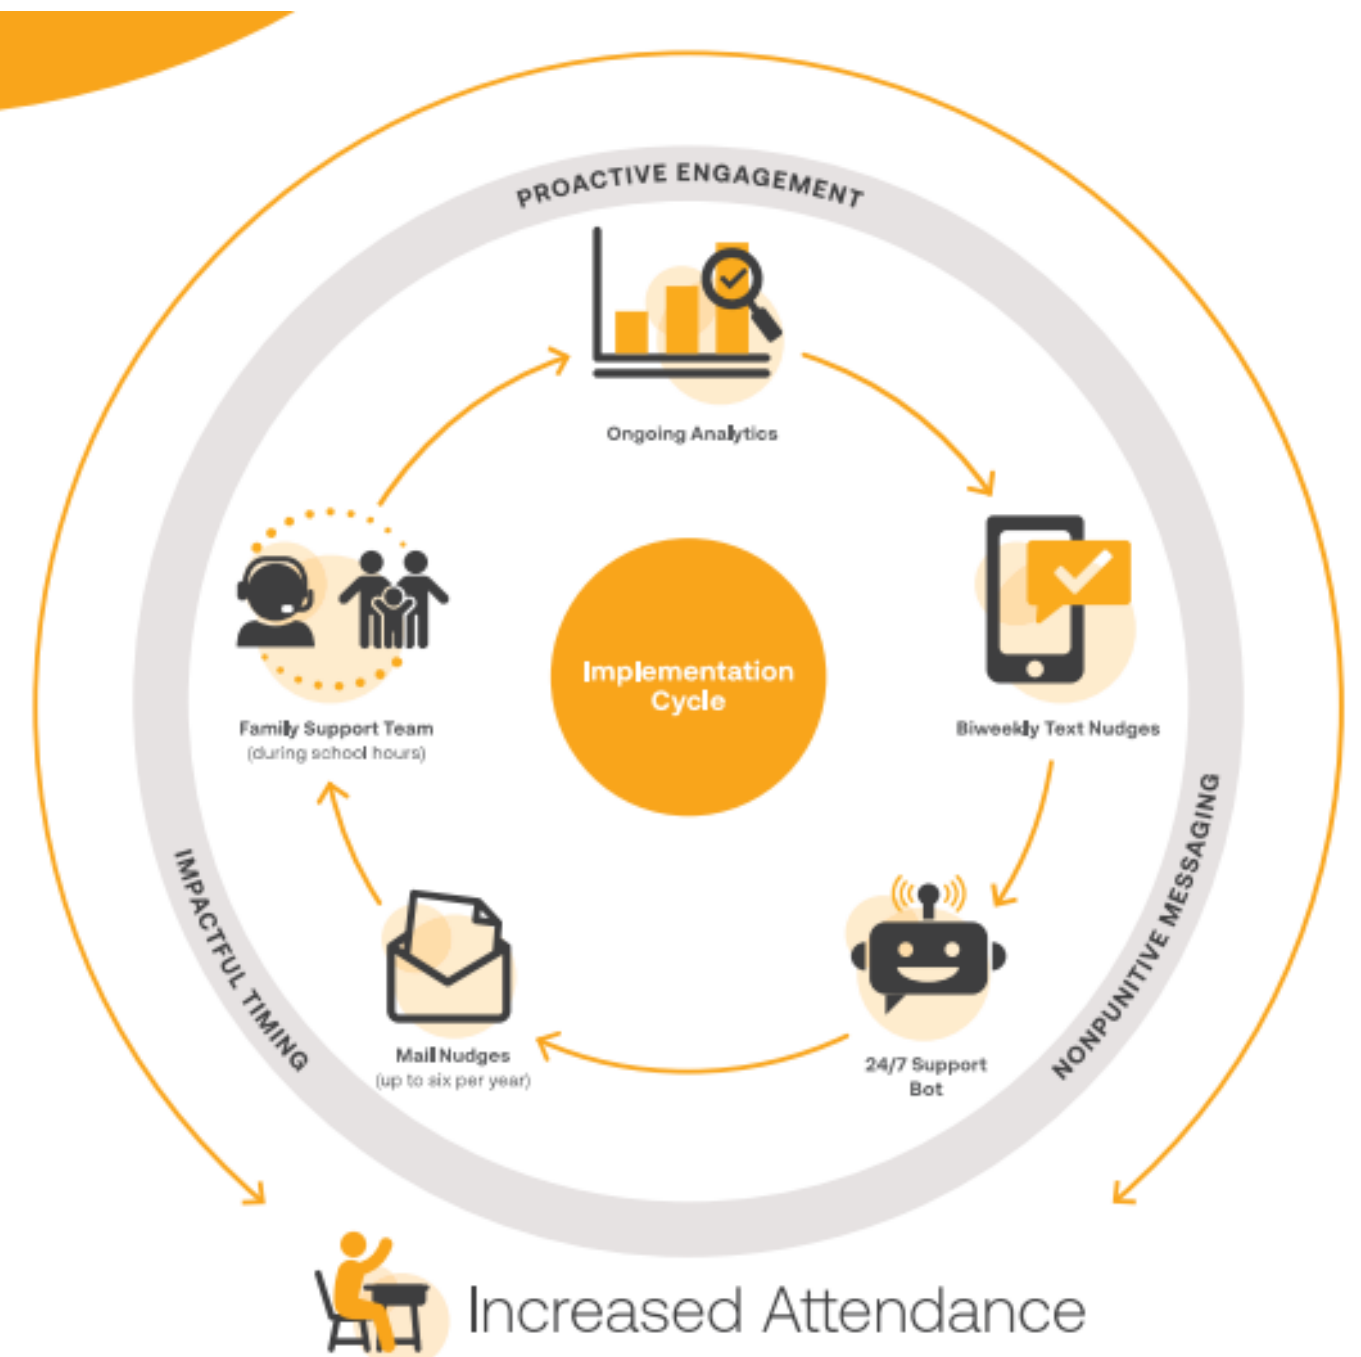 PROACTIVE ENGAGEMENT
Ongoing Analytics
Implementation
Cycle
Family Support Team
(during school hours)
Biweekly Text Nudges
IMPACTFUL TIMING
NONPUNITIVE MESSAGING
Mail Nudges
(up to six per year)
24/7 Support
Bot
Increased Attendance